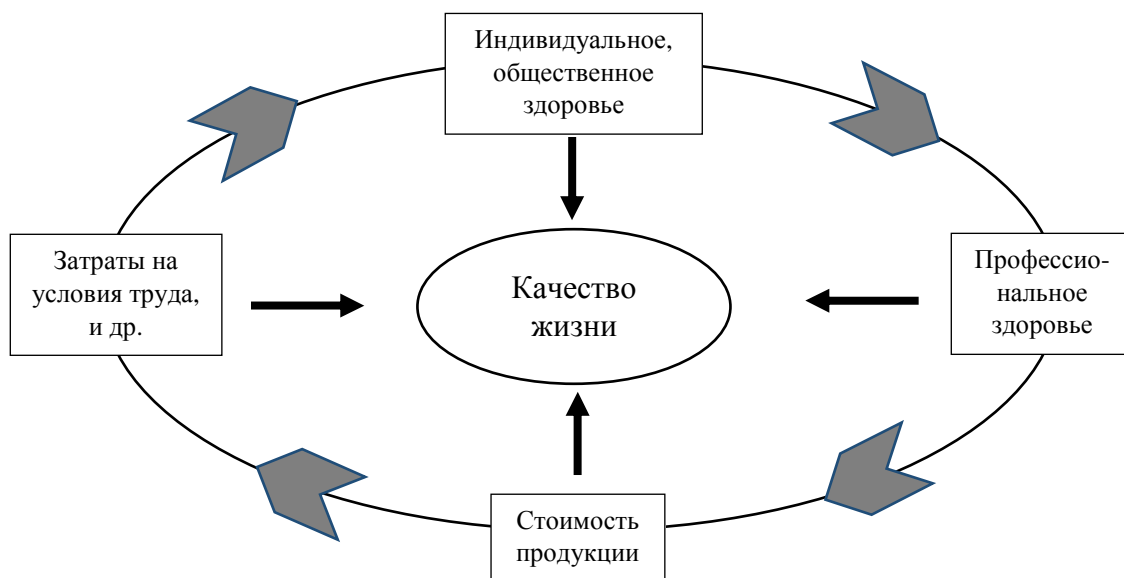 Индивидуальное,
общественное
здоровье
Затраты на
условия труда,
и др.
Качество
жизни
Профессио-
нальное
здоровье
Стоимость
продукции